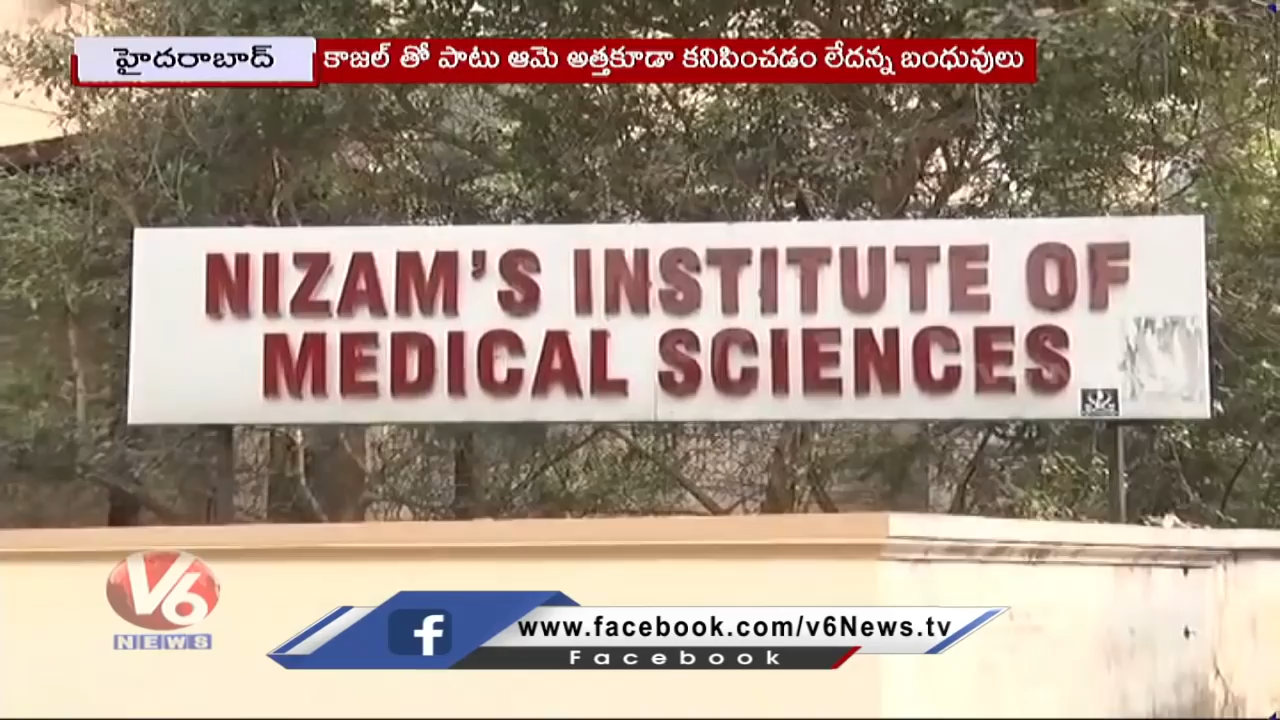 హైదరాబాద్
కాజల్ తో పాటు ఆమె అత్తకూడా కనిపించడం లేదన్న బంధువులు
NIZAM'S INSTITUTE OF
MEDICAL SCIENCES
V6
NEWS
f
www.facebook.com/v6News.tv
Facebook